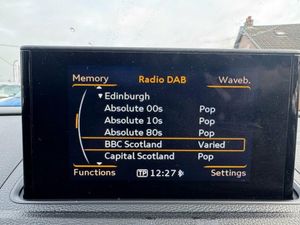 Memory Radio DAB Waveb.
Edinburgh
Absolute 00s Pop
Absolute 10s Pop
Absolute 80s Pop
BBC Scotland Varied
Capital Scotland Pop
Functions TP 12:27 Settings